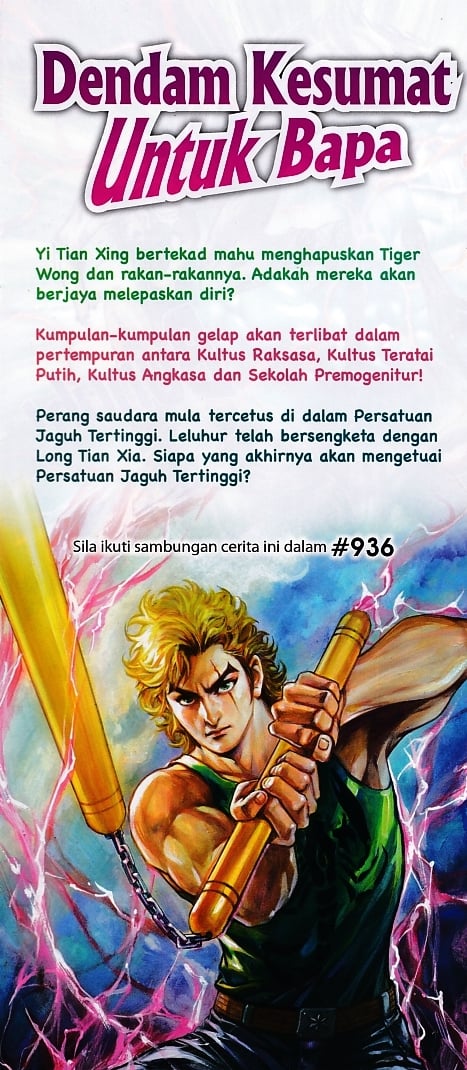 Dendam Kesumat
Untuk Bapa
Yi Tian Xing bertekad mahu menghapuskan Tiger
Wong dan rakan-rakannya. Adakah mereka akan
berjaya melepaskan diri?
Kumpulan-kumpulan gelap akan terlibat dalam
pertempuran antara Kultus Raksasa, Kultus Teratai
Putih, Kultus Angkasa dan Sekolah Premogenitur!
Perang saudara mula tercetus di dalam Persatuan
Jaguh Tertinggi. Leluhur telah bersengketa dengan
Long Tian Xia. Siapa yang akhirnya akan mengetuai
Persatuan Jaguh Tertinggi?
Sila ikuti sambungan cerita ini dalam #936